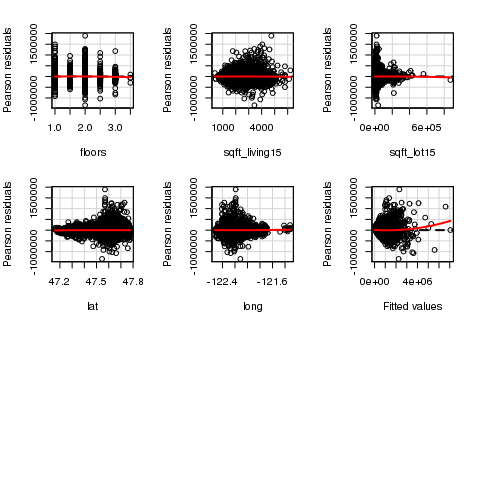 Pearson residuals
-1000000 1500000
1.0 2.0 3.0
floors
Pearson residuals
-1000000 1500000
1000 4000
sqft_living15
Pearson residuals
-1000000 1500000
0e+00 6e+05
sqft_lot15
Pearson residuals
-1000000 1500000
47.2 47.5 47.8
lat
Pearson residuals
-1000000 1500000
-122.4 -121.6
long
Pearson residuals
-1000000 1500000
0e+00 4e+06
Fitted values